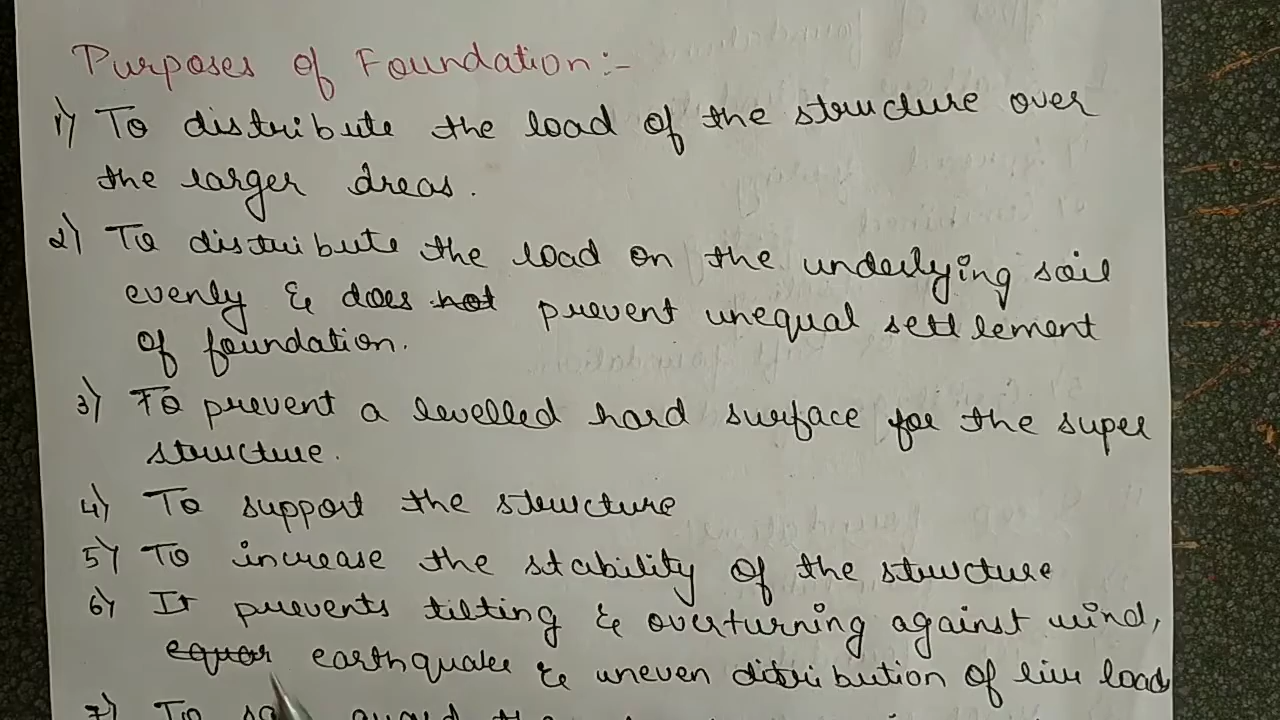 Purposes of Foundation:-
1) To distribute the load of the structure over
the larger areas.
2) To distribute the load on the underlying soil
evenly & does not prevent unequal settlement
of foundation.
3) To prevent a levelled hard surface for the super
structure.
4) To support the structure
5) To increase the stability of the structure
6) It prevents tilting & overturning against wind,
earthquake & uneven ditribution of live load
7) To guard the